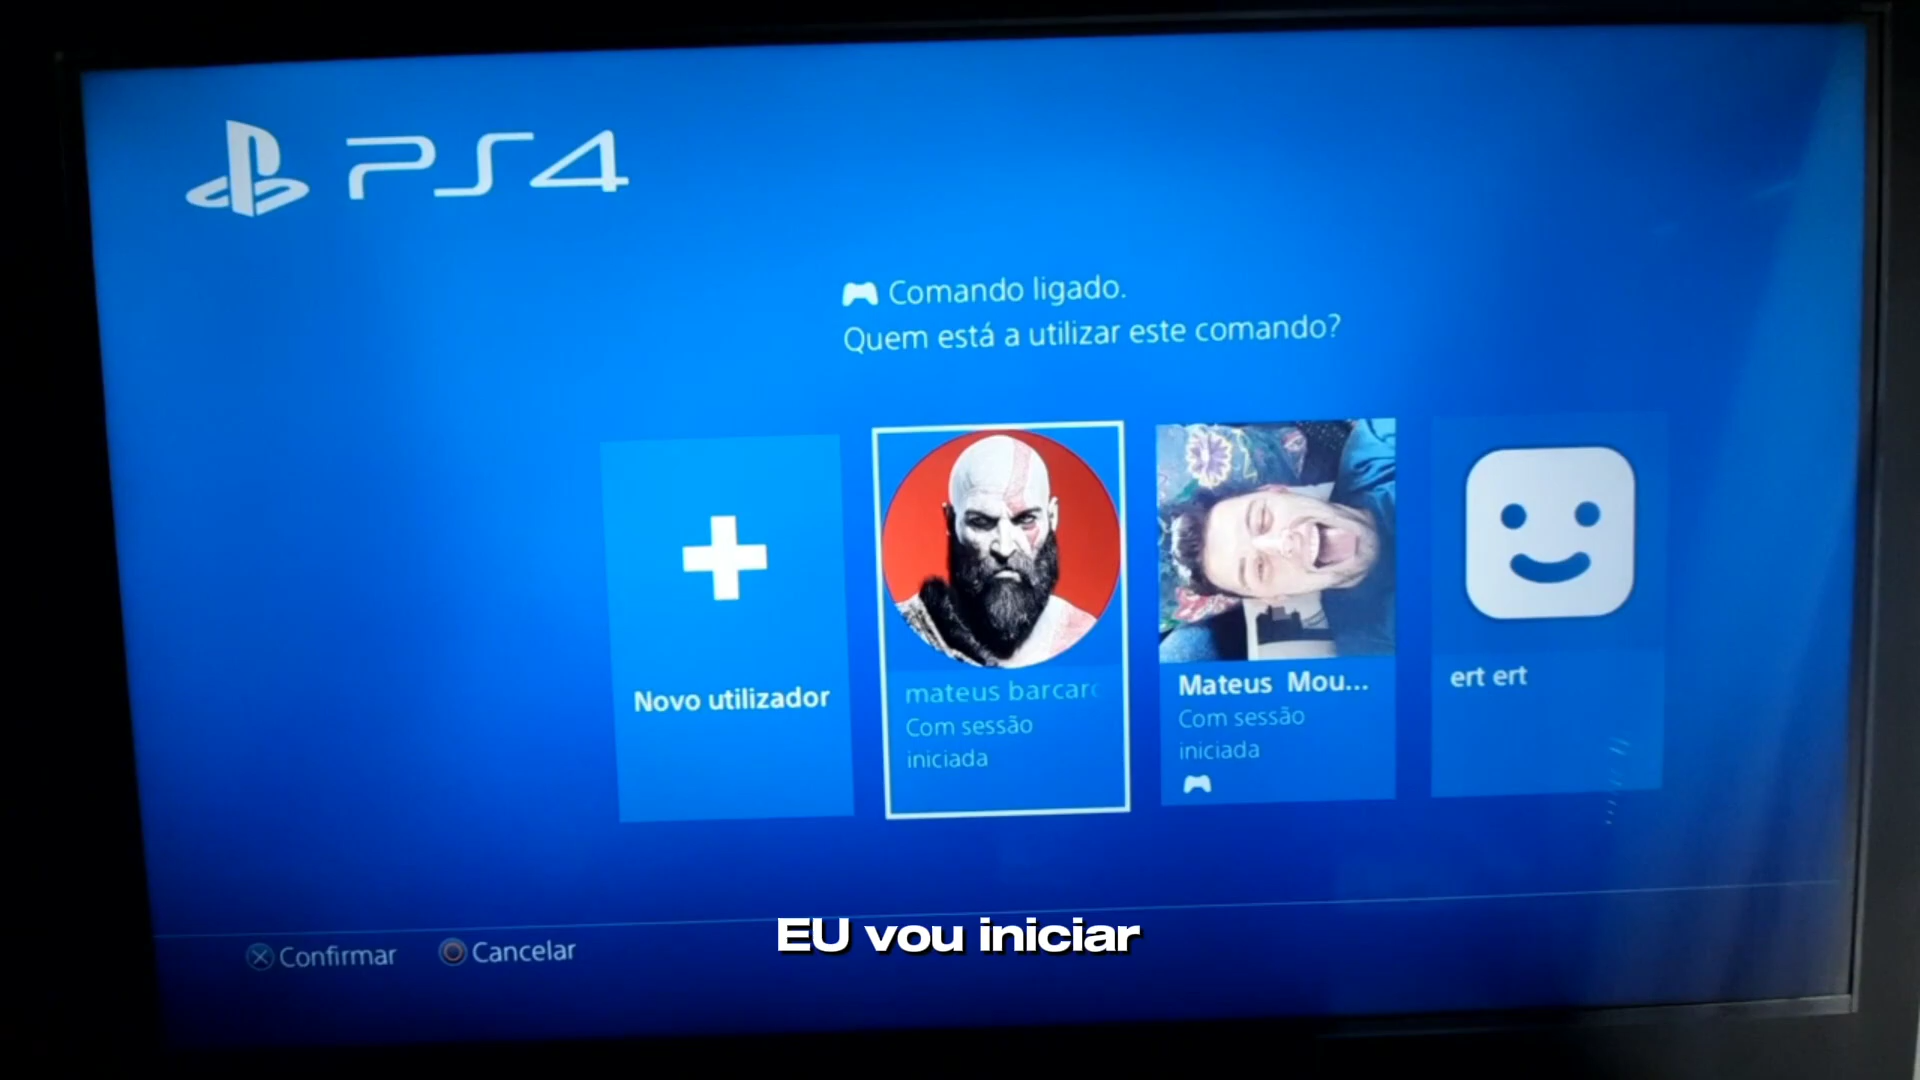 PS4
Comando ligado.
Quem está a utilizar este comando?
Novo utilizador
mateus barcar
Com sessão
iniciada
Mateus Mou...
Com sessão
iniciada
ert ert
Confirmar
Cancelar
EU vou iniciar